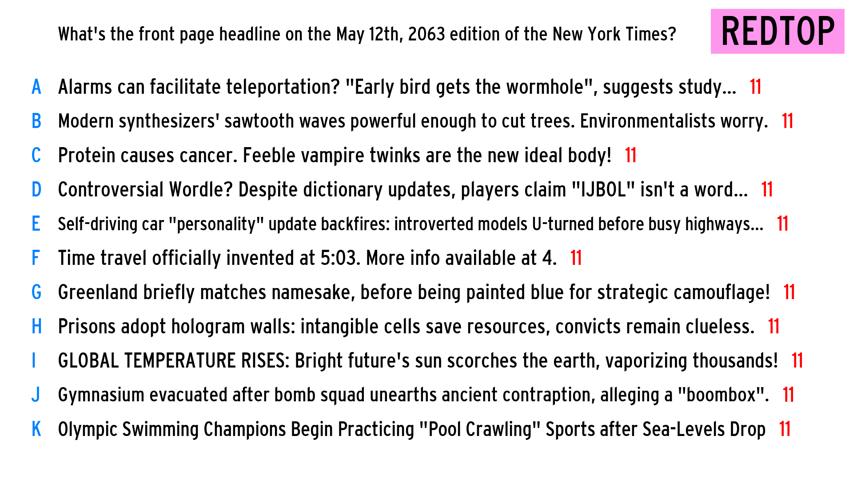 What's the front page headline on the May 12th, 2063 edition of the New York Times? REDTOP
A Alarms can facilitate teleportation? "Early bird gets the wormhole", suggests study... 11
B Modern synthesizers' sawtooth waves powerful enough to cut trees. Environmentalists worry. 11
C Protein causes cancer. Feeble vampire twinks are the new ideal body! 11
D Controversial Wordle? Despite dictionary updates, players claim "IJBOL" isn't a word... 11
E Self-driving car "personality" update backfires: introverted models U-turned before busy highways... 11
F Time travel officially invented at 5:03. More info available at 4. 11
G Greenland briefly matches namesake, before being painted blue for strategic camouflage! 11
H Prisons adopt hologram walls: intangible cells save resources, convicts remain clueless. 11
I GLOBAL TEMPERATURE RISES: Bright future's sun scorches the earth, vaporizing thousands! 11
J Gymnasium evacuated after bomb squad unearths ancient contraption, alleging a "boombox". 11
K Olympic Swimming Champions Begin Practicing "Pool Crawling" Sports after Sea-Levels Drop 11